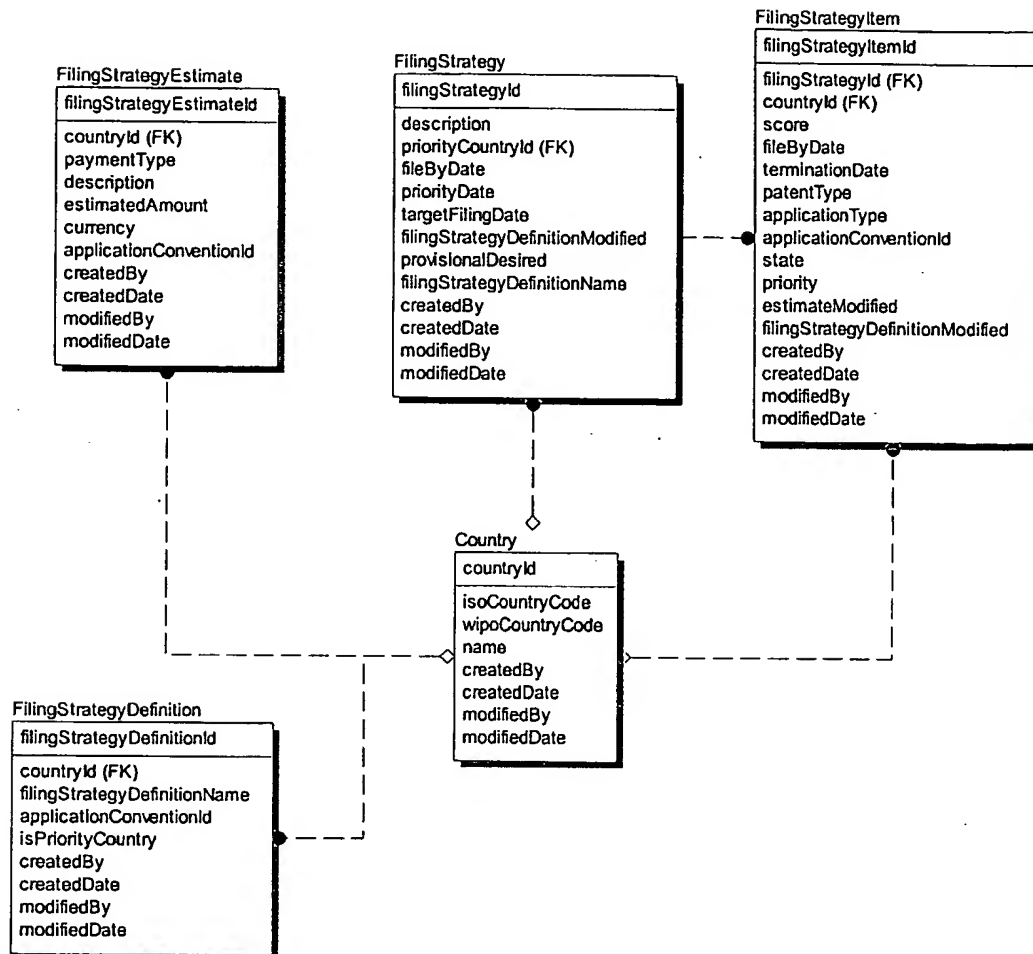 FilingStrategyEstimate
filingStrategyEstimateId
countryId (FK)
paymentType
description
estimatedAmount
currency
applicationConventionId
createdBy
createdDate
modifiedBy
modifiedDate
FilingStrategy
filingStrategyId
description
priorityCountryId (FK)
fileByDate
priorityDate
targetFilingDate
filingStrategyDefinitionModified
provisionalDesired
filingStrategyDefinitionName
createdBy
createdDate
modifiedBy
modifiedDate
FilingStrategyItem
filingStrategyItemId
filingStrategyId (FK)
countryId (FK)
score
fileByDate
terminationDate
patentType
applicationType
applicationConventionId
state
priority
estimateModified
filingStrategyDefinitionModified
createdBy
createdDate
modifiedBy
modifiedDate
Country
countryId
isoCountryCode
wipoCountryCode
name
createdBy
createdDate
modifiedBy
modifiedDate
FilingStrategyDefinition
filingStrategyDefinitionId
countryId (FK)
filingStrategyDefinitionName
applicationConventionId
isPriorityCountry
createdBy
createdDate
modifiedBy
modifiedDate